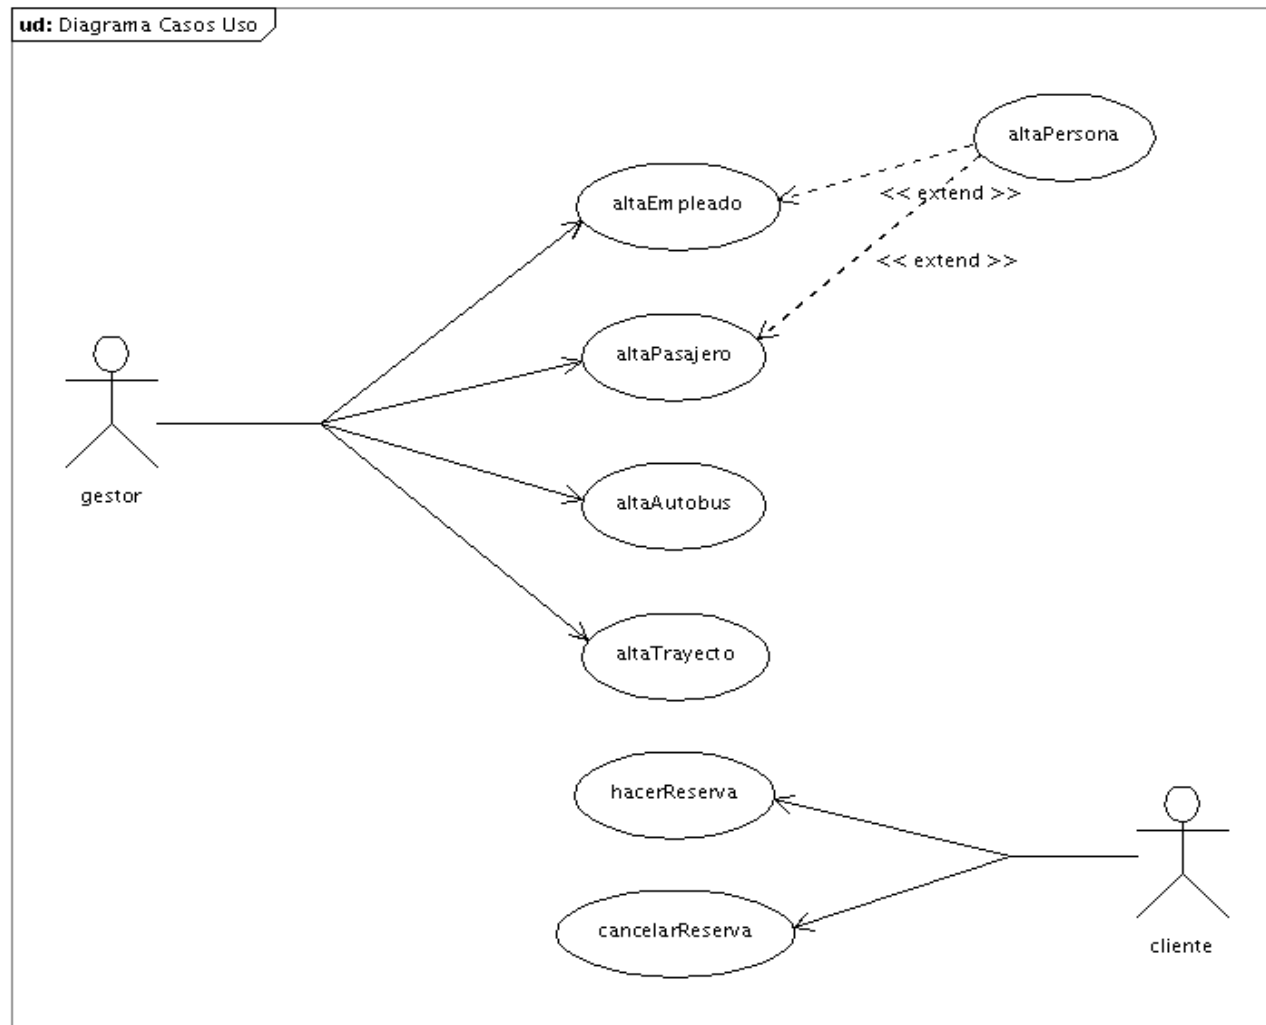 ud: Diagrama Casos Uso
altaPersona
altaEmpleado
<< extend >>
<< extend >>
altaPasajero
gestor
altaAutobus
altaTrayecto
hacerReserva
cancelarReserva
cliente